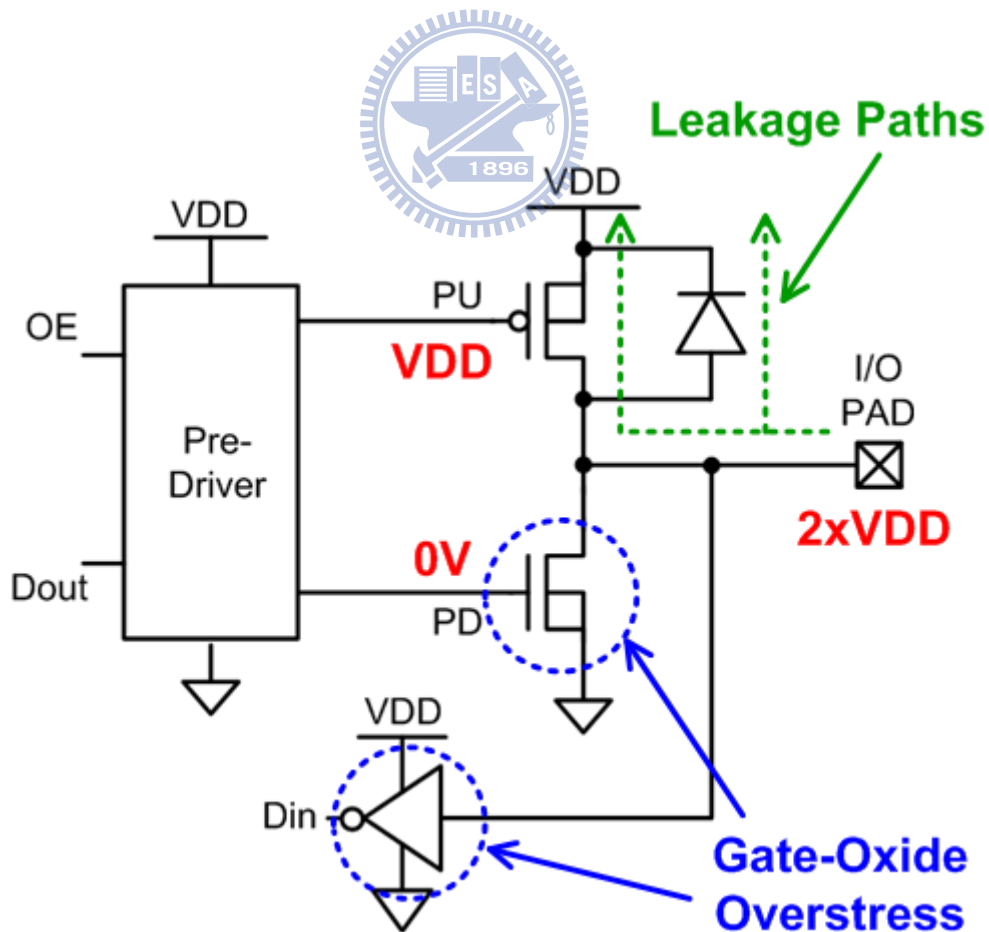 E S A
1896
Leakage Paths
VDD
VDD
OE
PU
VDD
I/O
PAD
Pre-
Driver
2xVDD
0V
Dout
PD
VDD
Din
Gate-Oxide
Overstress